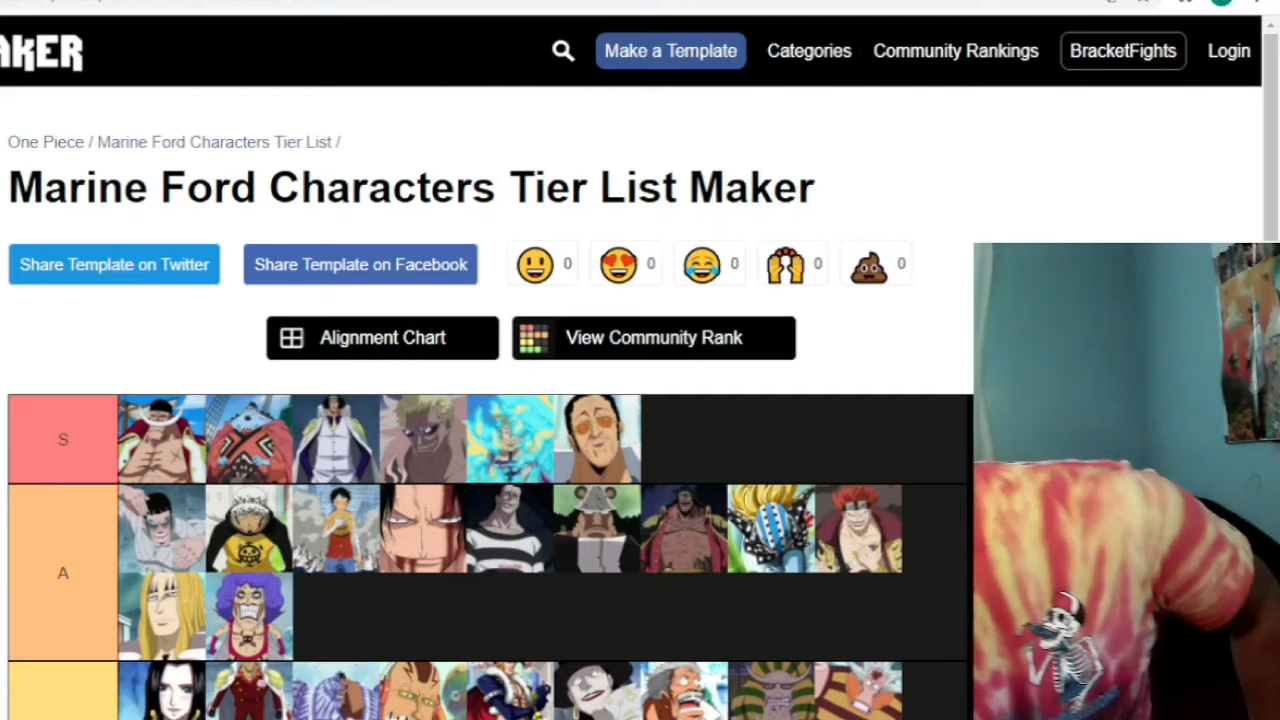 AKER
Make a Template
Categories
Community Rankings
BracketFights
Login
One Piece / Marine Ford Characters Tier List /
Marine Ford Characters Tier List Maker
Share Template on Twitter
Share Template on Facebook
0
0
0
0
0
Alignment Chart
View Community Rank
S
A